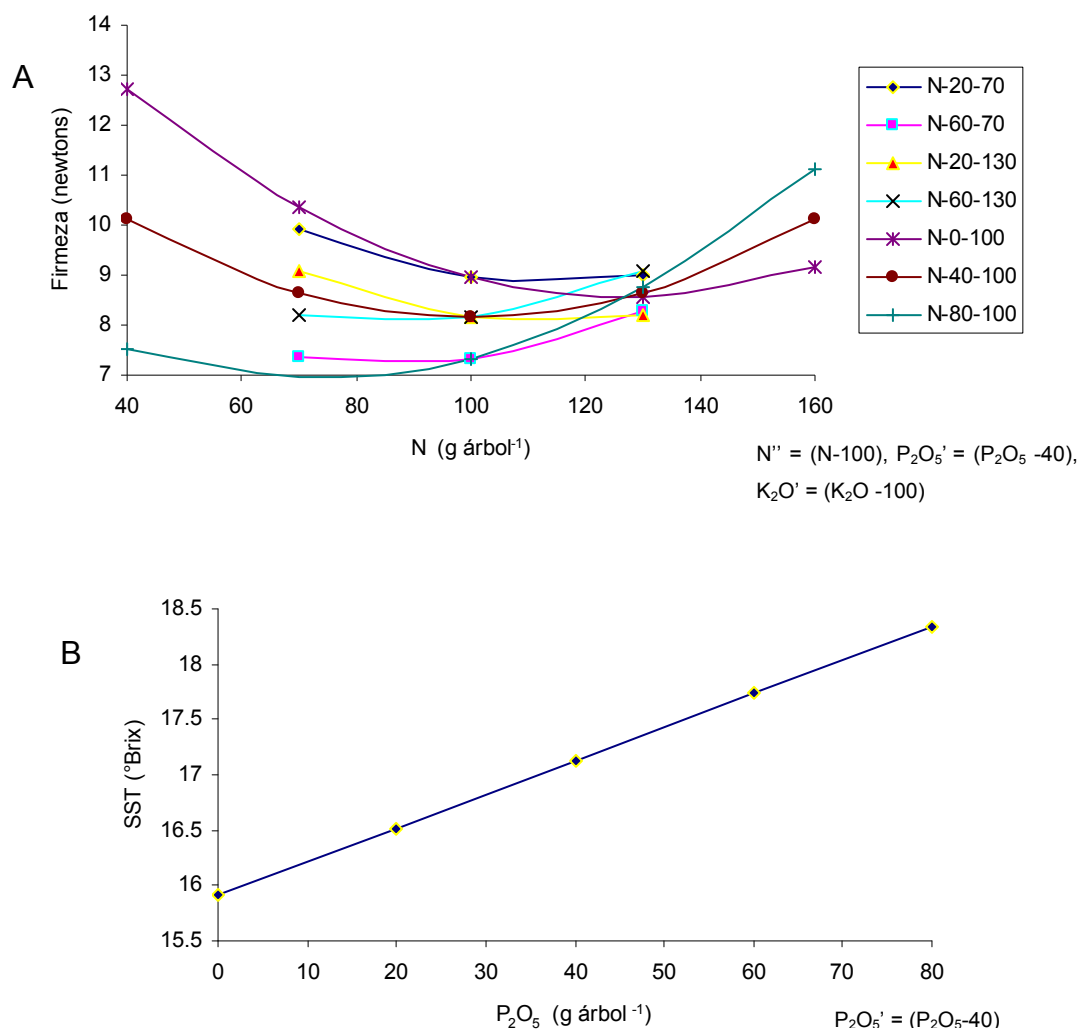 A
Firmeza (newtons)
14
13
12
11
10
9
8
7
40
60
80
100
120
140
160
N (g árbol⁻¹)
N-20-70
N-60-70
N-20-130
N-60-130
N-0-100
N-40-100
N-80-100
N'' = (N-100), P₂O₅' = (P₂O₅ -40),
K₂O' = (K₂O -100)
B
SST (°Brix)
18.5
18
17.5
17
16.5
16
15.5
0
10
20
30
40
50
60
70
80
P₂O₅ (g árbol ⁻¹)
P₂O₅' = (P₂O₅-40)